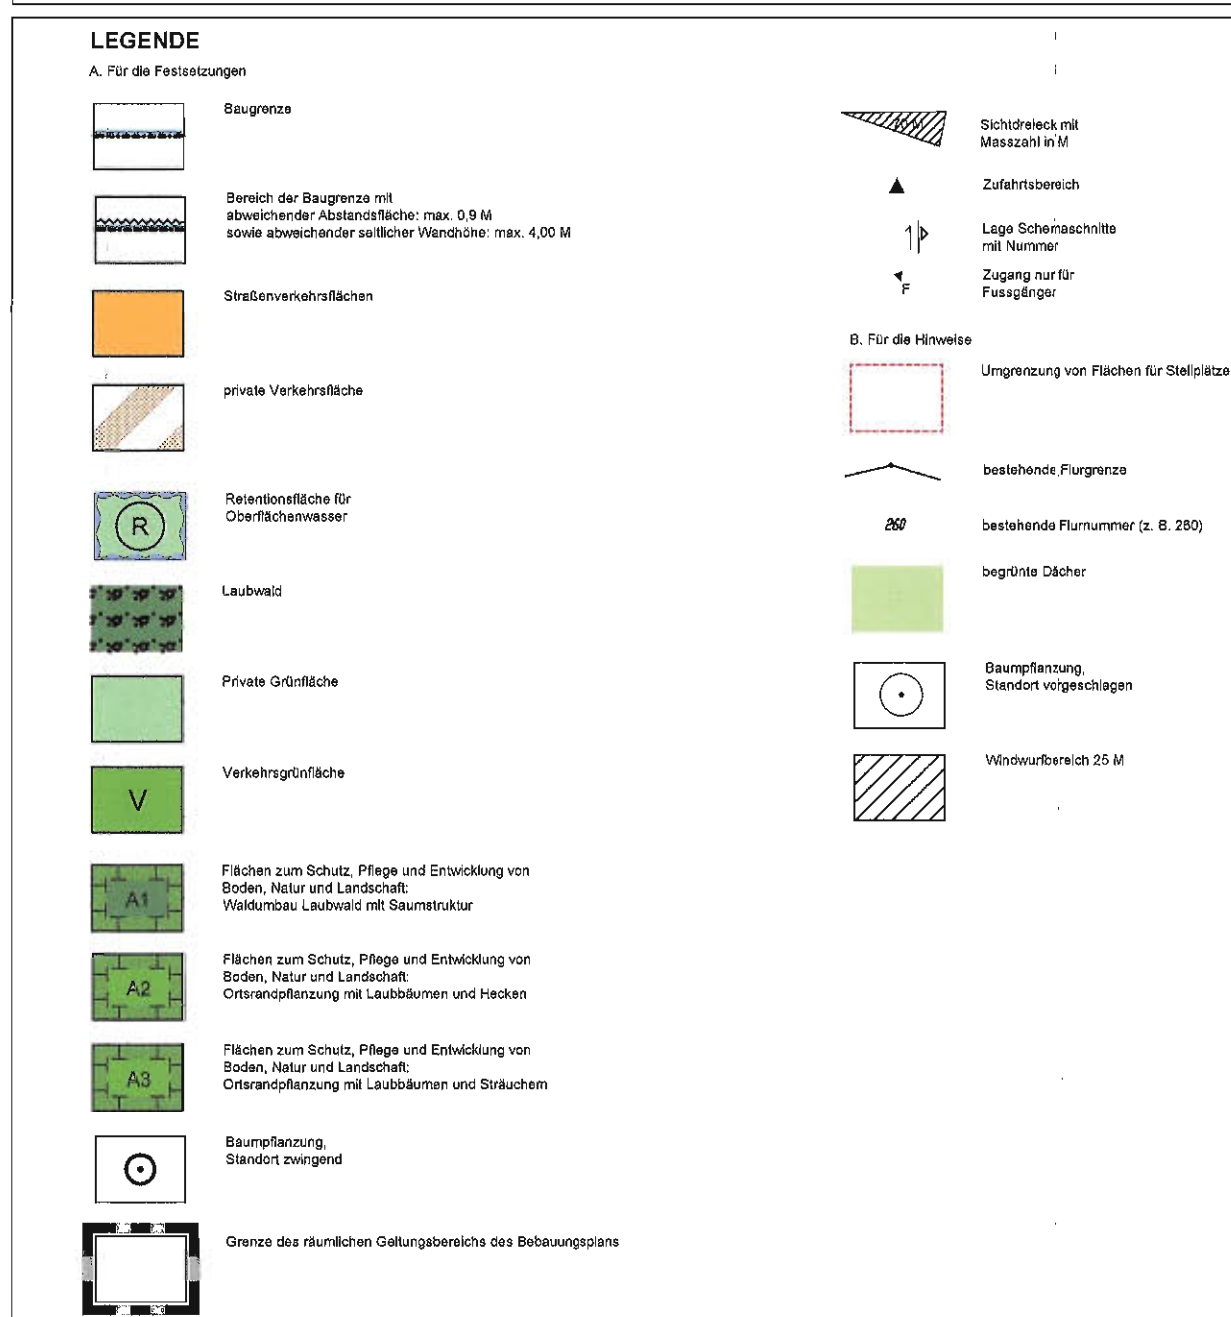 LEGENDE
A. Für die Festsetzungen
Baugrenze
Bereich der Baugrenze mit
abweichender Abstandsfläche: max. 0,9 M
sowie abweichender seitlicher Wandhöhe: max. 4,00 M
Straßenverkehrsflächen
private Verkehrsfläche
R
Retentionsfläche für
Oberflächenwasser
Laubwald
Private Grünfläche
V
Verkehrsgrünfläche
A1
Flächen zum Schutz, Pflege und Entwicklung von
Boden, Natur und Landschaft:
Waldumbau Laubwald mit Saumstruktur
A2
Flächen zum Schutz, Pflege und Entwicklung von
Boden, Natur und Landschaft:
Ortsrandpflanzung mit Laubbäumen und Hecken
A3
Flächen zum Schutz, Pflege und Entwicklung von
Boden, Natur und Landschaft:
Ortsrandpflanzung mit Laubbäumen und Sträuchern
Baumpflanzung,
Standort zwingend
Grenze des räumlichen Geltungsbereichs des Bebauungsplans
70 M
Sichtdreieck mit
Masszahl in M
Zufahrtsbereich
1
Lage Schemaschnitte
mit Nummer
F
Zugang nur für
Fussgänger
B. Für die Hinweise
Umgrenzung von Flächen für Stellplätze
bestehende Flurgrenze
260
bestehende Flurnummer (z. B. 260)
begrünte Dächer
Baumpflanzung,
Standort vorgeschlagen
Windwurfbereich 25 M